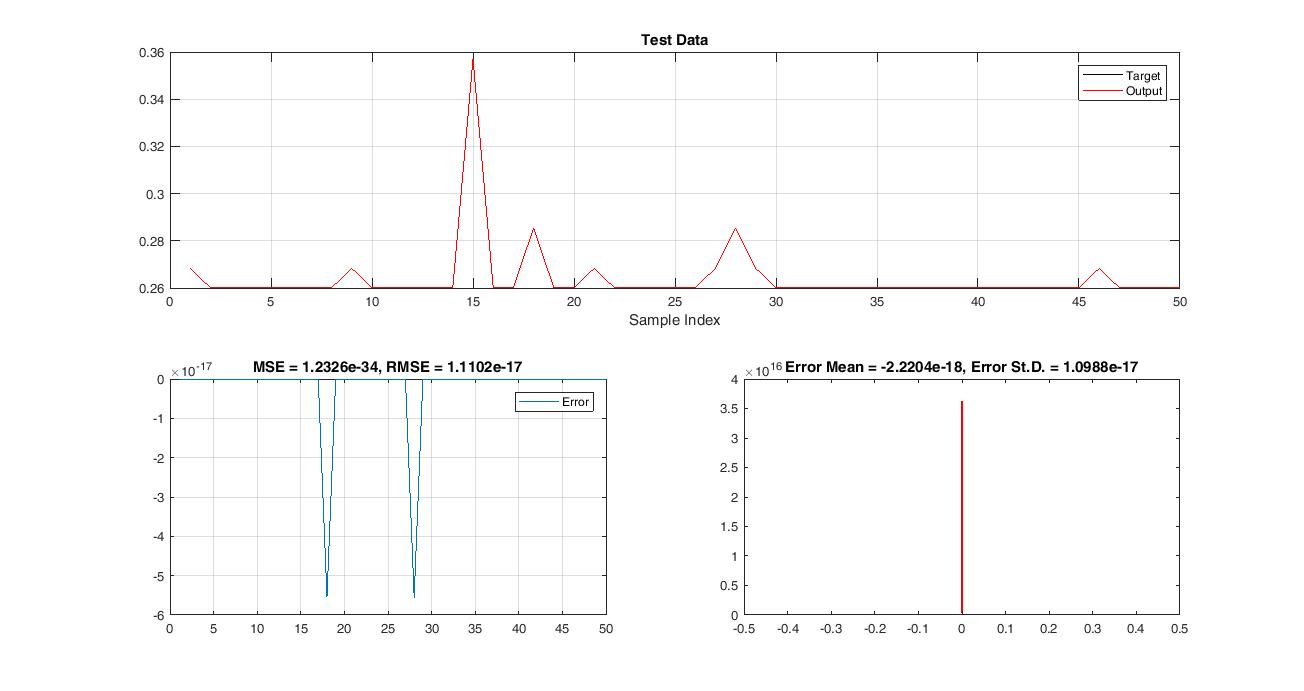 Test Data
0.36
0.34
0.32
0.3
0.28
0.26
Target
Output
0 5 10 15 20 25 30 35 40 45 50
Sample Index
×10-17
MSE = 1.2326e-34, RMSE = 1.1102e-17
0
-1
-2
-3
-4
-5
-6
Error
0 5 10 15 20 25 30 35 40 45 50
×10 16
Error Mean = -2.2204e-18, Error St.D. = 1.0988e-17
4
3.5
3
2.5
2
1.5
1
0.5
0
-0.5 -0.4 -0.3 -0.2 -0.1 0 0.1 0.2 0.3 0.4 0.5